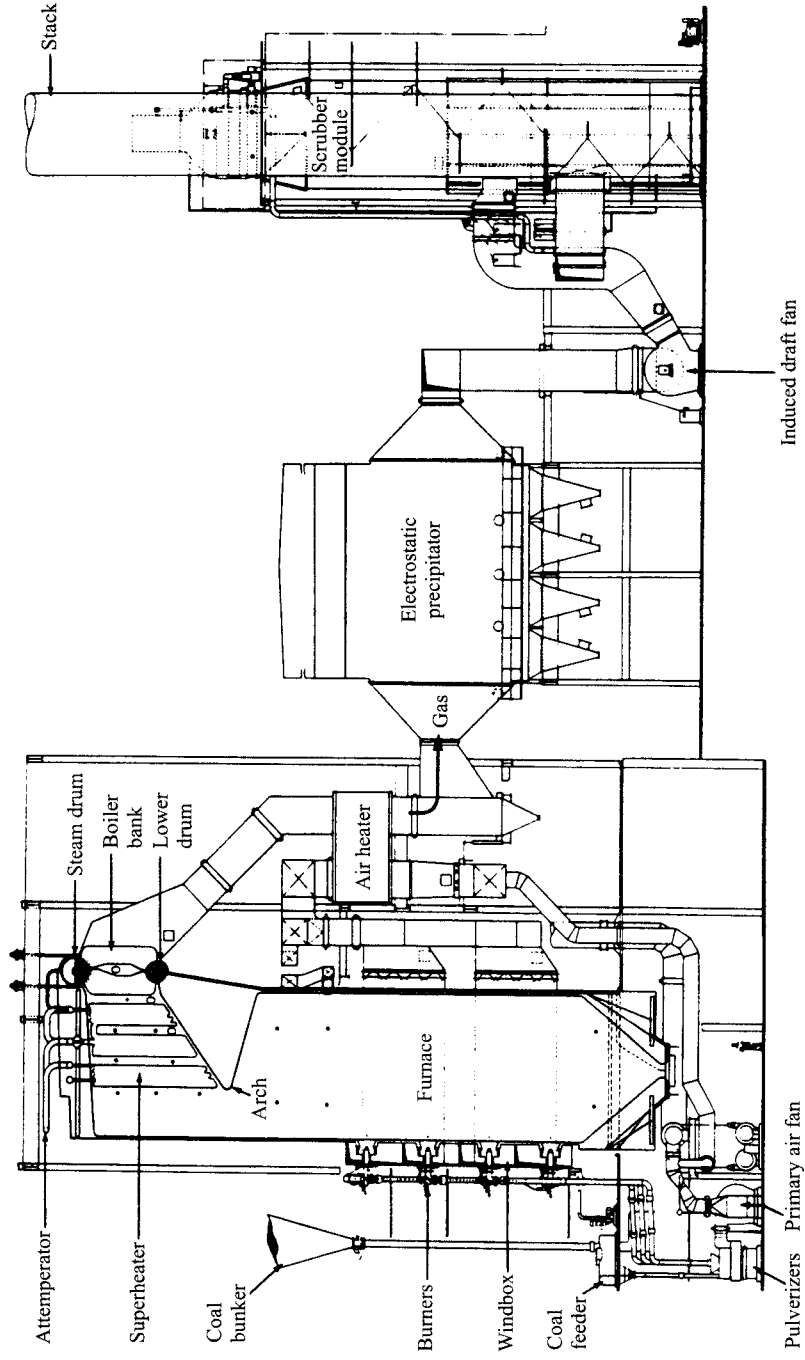 Attemperator
Superheater
Coal
bunker
Burners
Windbox
Coal
feeder
Pulverizers
Primary air fan
Steam drum
Boiler
bank
Lower
drum
Arch
Furnace
Air heater
Gas
Electrostatic
precipitator
Induced draft fan
Scrubber
module
Stack